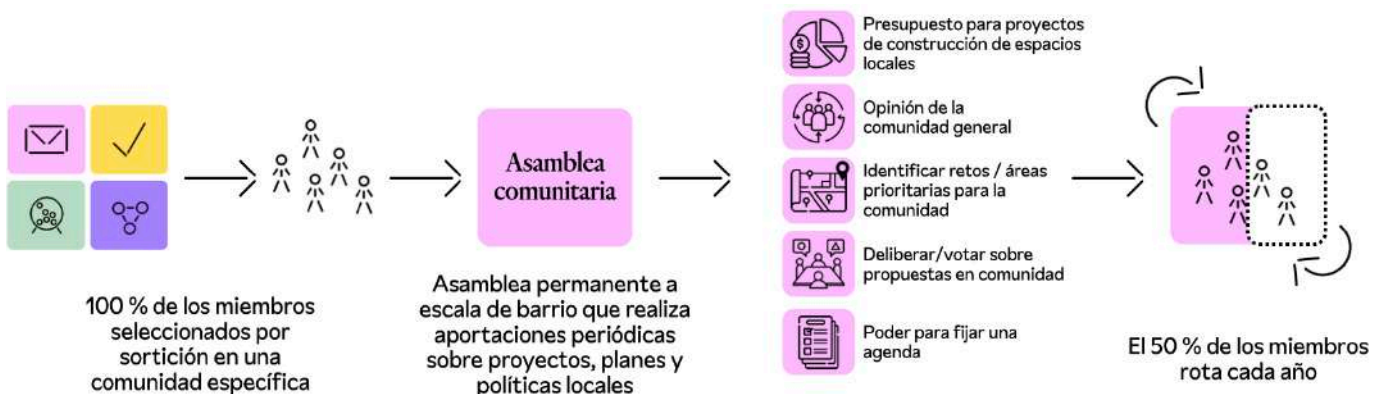 100 % de los miembros
seleccionados por
sortición en una
comunidad específica
Asamblea
comunitaria
Asamblea permanente a
escala de barrio que realiza
aportaciones periódicas
sobre proyectos, planes y
políticas locales
Presupuesto para proyectos
de construcción de espacios
locales
Opinión de la
comunidad general
Identificar retos / áreas
prioritarias para la
comunidad
Deliberar/votar sobre
propuestas en comunidad
Poder para fijar una
agenda
El 50 % de los miembros
rota cada año